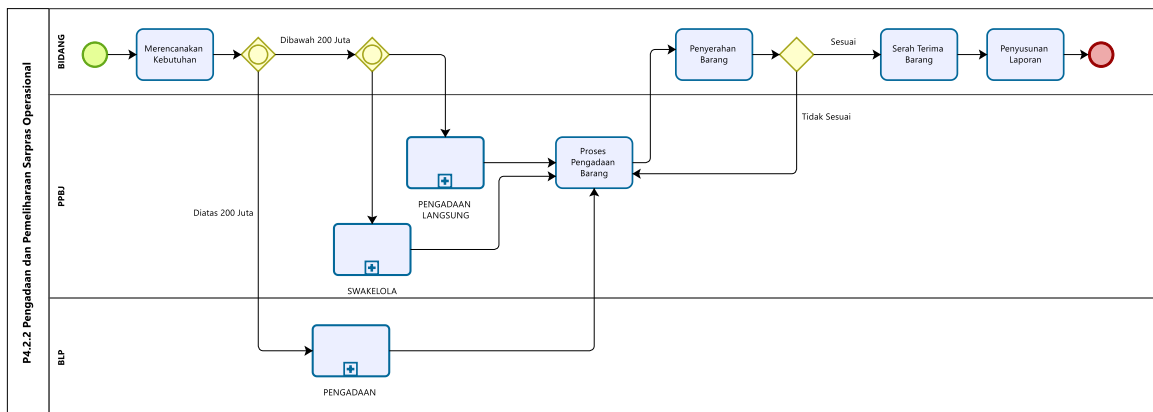 P4.2.2 Pengadaan dan Pemeliharaan Sarpras Operasional
BIDANG
Merencanakan
Kebutuhan
Dibawah 200 Juta
Penyerahan
Barang
Sesuai
Serah Terima
Barang
Penyusunan
Laporan
Tidak Sesuai
PPBJ
Proses
Pengadaan
Barang
PENGADAAN
LANGSUNG
Diatas 200 Juta
SWAKELOLA
BLP
PENGADAAN